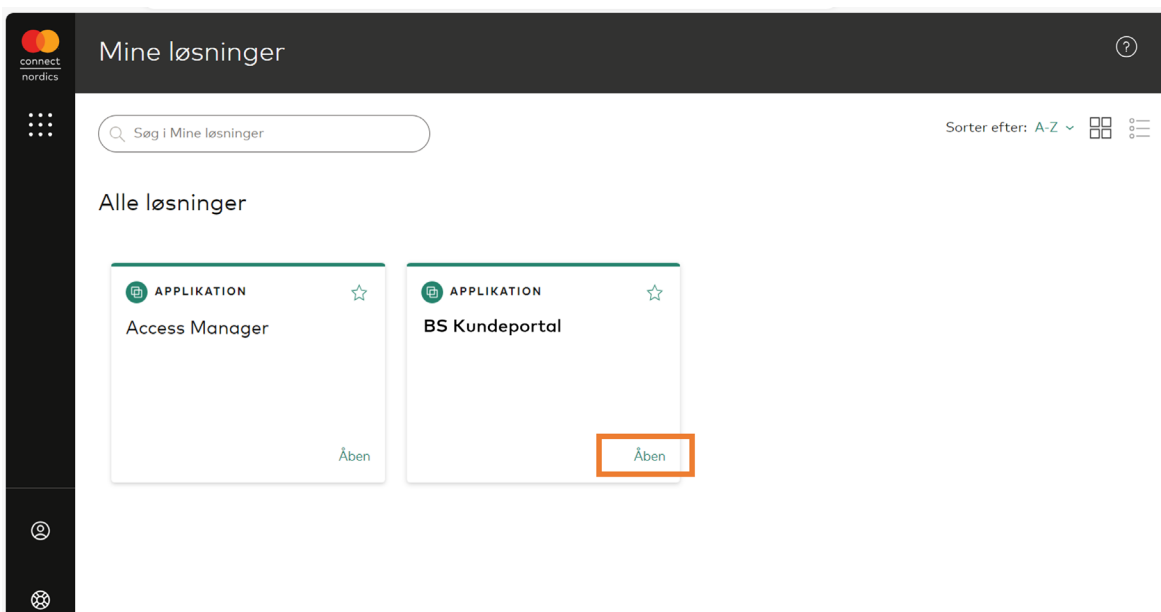 connect
nordics
Mine løsninger
?
Søg i Mine løsninger
Sorter efter: A-Z
Alle løsninger
APPLIKATION
Access Manager
Åben
APPLIKATION
BS Kundeportal
Åben